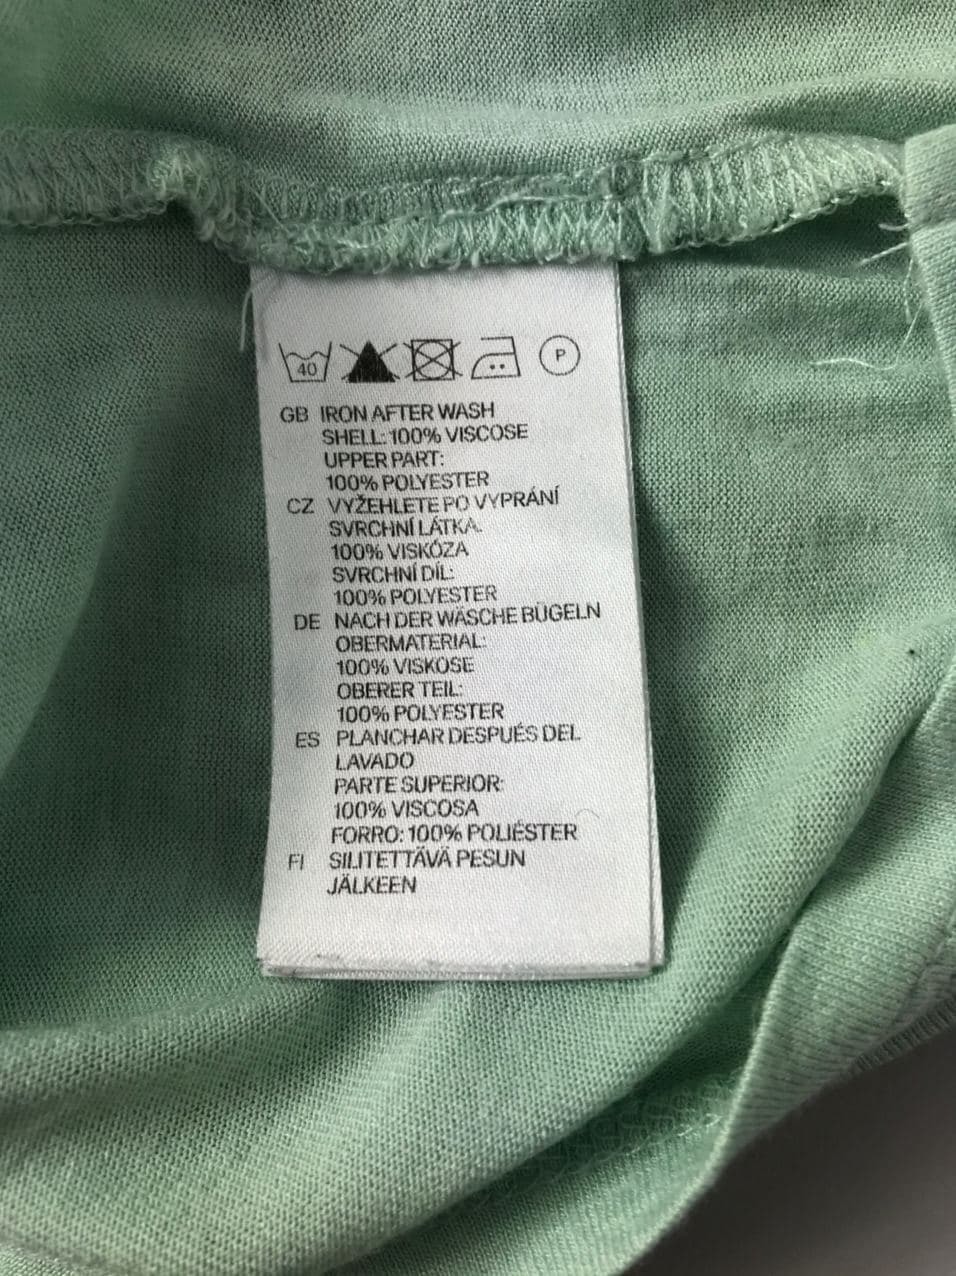 40 P
GB IRON AFTER WASH
SHELL: 100% VISCOSE
UPPER PART:
100% POLYESTER
CZ VYŽEHLETE PO VYPRÁNÍ
SVRCHNÍ LÁTKA:
100% VISKÓZA
SVRCHNÍ DÍL:
100% POLYESTER
DE NACH DER WÄSCHE BÜGELN
OBERMATERIAL:
100% VISKOSE
OBERER TEIL:
100% POLYESTER
ES PLANCHAR DESPUÉS DEL
LAVADO
PARTE SUPERIOR:
100% VISCOSA
FORRO: 100% POLIÉSTER
FI SILITETTÄVÄ PESUN
JÄLKEEN